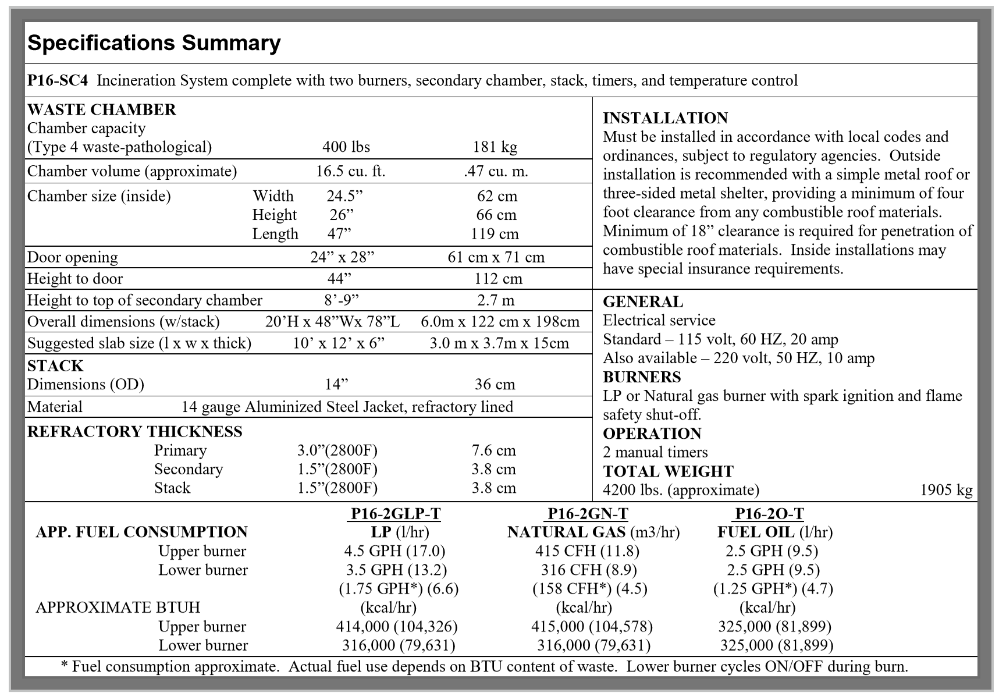 Specifications Summary
P16-SC4  Incineration System complete with two burners, secondary chamber, stack, timers, and temperature control
WASTE CHAMBER
Chamber capacity
(Type 4 waste-pathological) 400 lbs 181 kg
Chamber volume (approximate) 16.5 cu. ft. .47 cu. m.
Chamber size (inside) Width 24.5” 62 cm
Height 26” 66 cm
Length 47” 119 cm
Door opening 24” x 28” 61 cm x 71 cm
Height to door 44” 112 cm
Height to top of secondary chamber 8’-9” 2.7 m
Overall dimensions (w/stack) 20’H x 48”Wx 78”L 6.0m x 122 cm x 198cm
Suggested slab size (l x w x thick) 10’ x 12’ x 6” 3.0 m x 3.7m x 15cm
STACK
Dimensions (OD) 14” 36 cm
Material 14 gauge Aluminized Steel Jacket, refractory lined
REFRACTORY THICKNESS
Primary 3.0”(2800F) 7.6 cm
Secondary 1.5”(2800F) 3.8 cm
Stack 1.5”(2800F) 3.8 cm
INSTALLATION
Must be installed in accordance with local codes and
ordinances, subject to regulatory agencies.  Outside
installation is recommended with a simple metal roof or
three-sided metal shelter, providing a minimum of four
foot clearance from any combustible roof materials.
Minimum of 18” clearance is required for penetration of
combustible roof materials.  Inside installations may
have special insurance requirements.
GENERAL
Electrical service
Standard – 115 volt, 60 HZ, 20 amp
Also available – 220 volt, 50 HZ, 10 amp
BURNERS
LP or Natural gas burner with spark ignition and flame
safety shut-off.
OPERATION
2 manual timers
TOTAL WEIGHT
4200 lbs. (approximate) 1905 kg
P16-2GLP-T P16-2GN-T P16-2O-T
APP. FUEL CONSUMPTION LP (l/hr) NATURAL GAS (m3/hr) FUEL OIL (l/hr)
Upper burner 4.5 GPH (17.0) 415 CFH (11.8) 2.5 GPH (9.5)
Lower burner 3.5 GPH (13.2) 316 CFH (8.9) 2.5 GPH (9.5)
(1.75 GPH*) (6.6) (158 CFH*) (4.5) (1.25 GPH*) (4.7)
APPROXIMATE BTUH (kcal/hr) (kcal/hr) (kcal/hr)
Upper burner 414,000 (104,326) 415,000 (104,578) 325,000 (81,899)
Lower burner 316,000 (79,631) 316,000 (79,631) 325,000 (81,899)
* Fuel consumption approximate.  Actual fuel use depends on BTU content of waste.  Lower burner cycles ON/OFF during burn.